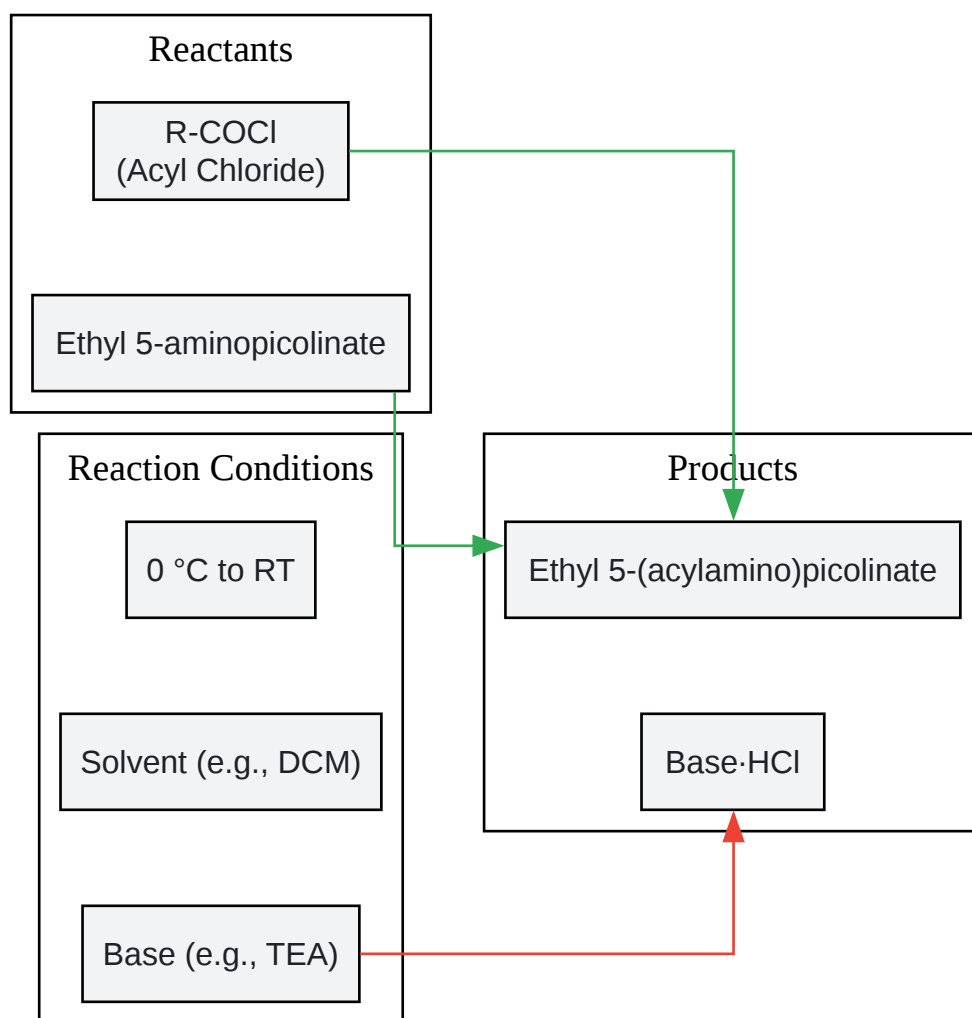 Reactants
R-COCl
(Acyl Chloride)
Ethyl 5-aminopicolinate
Reaction Conditions
0 °C to RT
Solvent (e.g., DCM)
Base (e.g., TEA)
Products
Ethyl 5-(acylamino)picolinate
Base·HCl